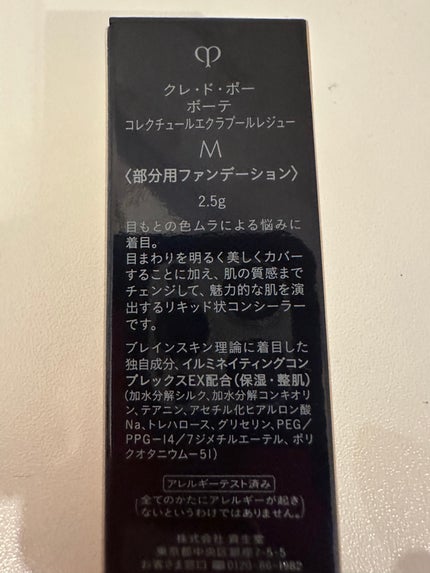 クレ・ド・ポー
ボーテ
コレクチュールエクラプールレジュー
M
〈部分用ファンデーション〉
2.5g
目もとの色ムラによる悩みに
着目。
目まわりを明るく美しくカバー
することに加え、肌の質感まで
チェンジして、魅力的な肌を演
出するリキッド状コンシーラー
です。
ブレインスキン理論に着目した
独自成分、イルミネイティングコン
プレックスEX配合(保湿・整肌)
(加水分解シルク、加水分解コンキオリ
ン、テアニン、アセチル化ヒアルロン酸
Na、トレハロース、グリセリン、PEG/
PPG-14/7ジメチルエーテル、ポリ
クオタニウム-51)
アレルギーテスト済み
全てのかたにアレルギーが起き
ないというわけではありません。
株式会社 資生堂
東京都中央区銀座7-5-5
お客さま窓口 0120-86-1982